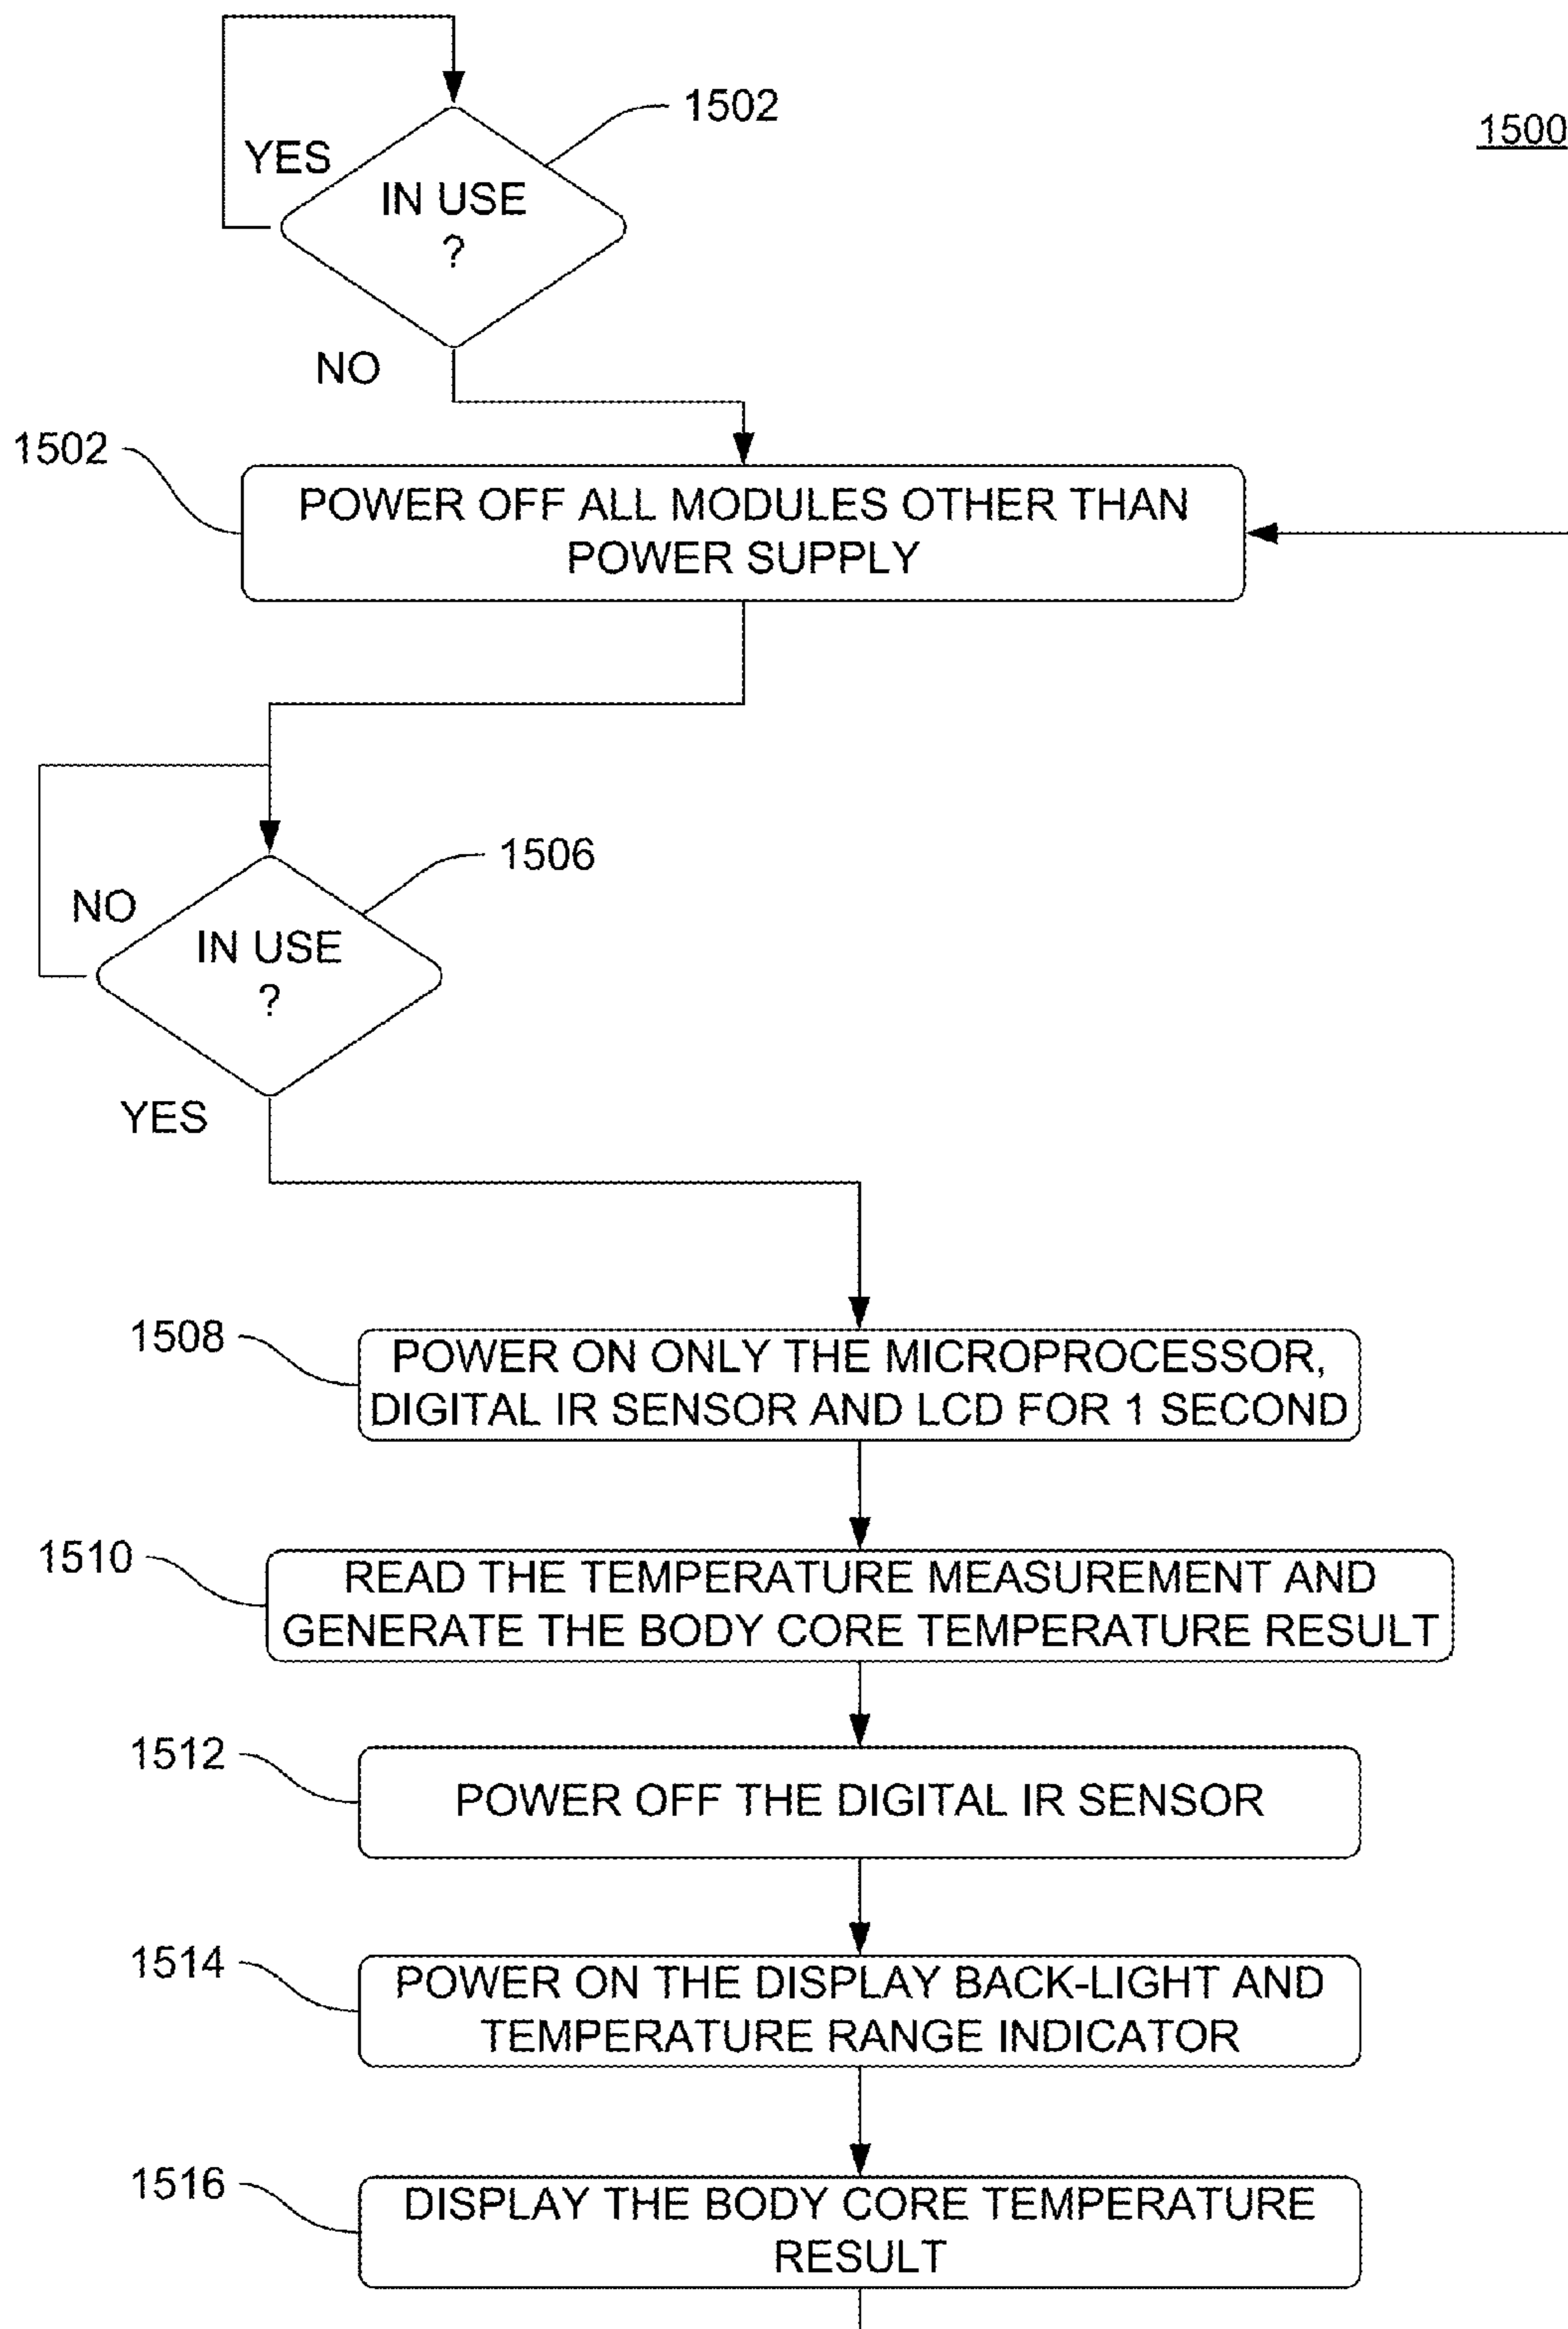 1502
1500
YES
IN USE
?
NO
1502
POWER OFF ALL MODULES OTHER THAN
POWER SUPPLY
1506
NO
IN USE
?
YES
1508
POWER ON ONLY THE MICROPROCESSOR,
DIGITAL IR SENSOR AND LCD FOR 1 SECOND
1510
READ THE TEMPERATURE MEASUREMENT AND
GENERATE THE BODY CORE TEMPERATURE RESULT
1512
POWER OFF THE DIGITAL IR SENSOR
1514
POWER ON THE DISPLAY BACK-LIGHT AND
TEMPERATURE RANGE INDICATOR
1516
DISPLAY THE BODY CORE TEMPERATURE
RESULT